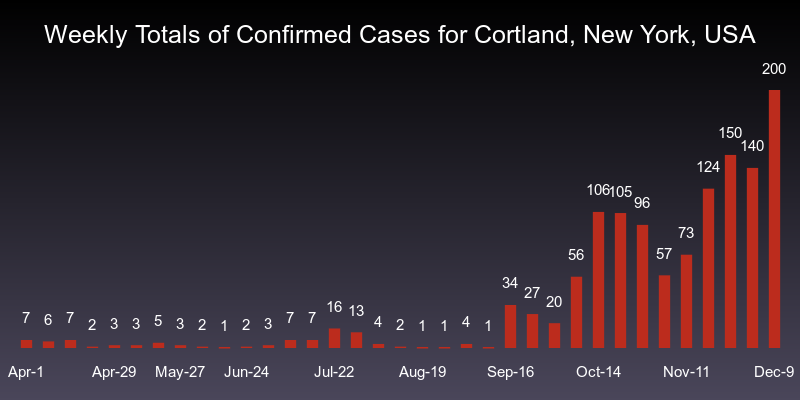 Weekly Totals of Confirmed Cases for Cortland, New York, USA
7 6 7 2 3 3 5 3 2 1 2 3 7 7 16 13 4 2 1 1 4 1 34 27 20 56 106 105 96 57 73 124 150 140 200
Apr-1 Apr-29 May-27 Jun-24 Jul-22 Aug-19 Sep-16 Oct-14 Nov-11 Dec-9